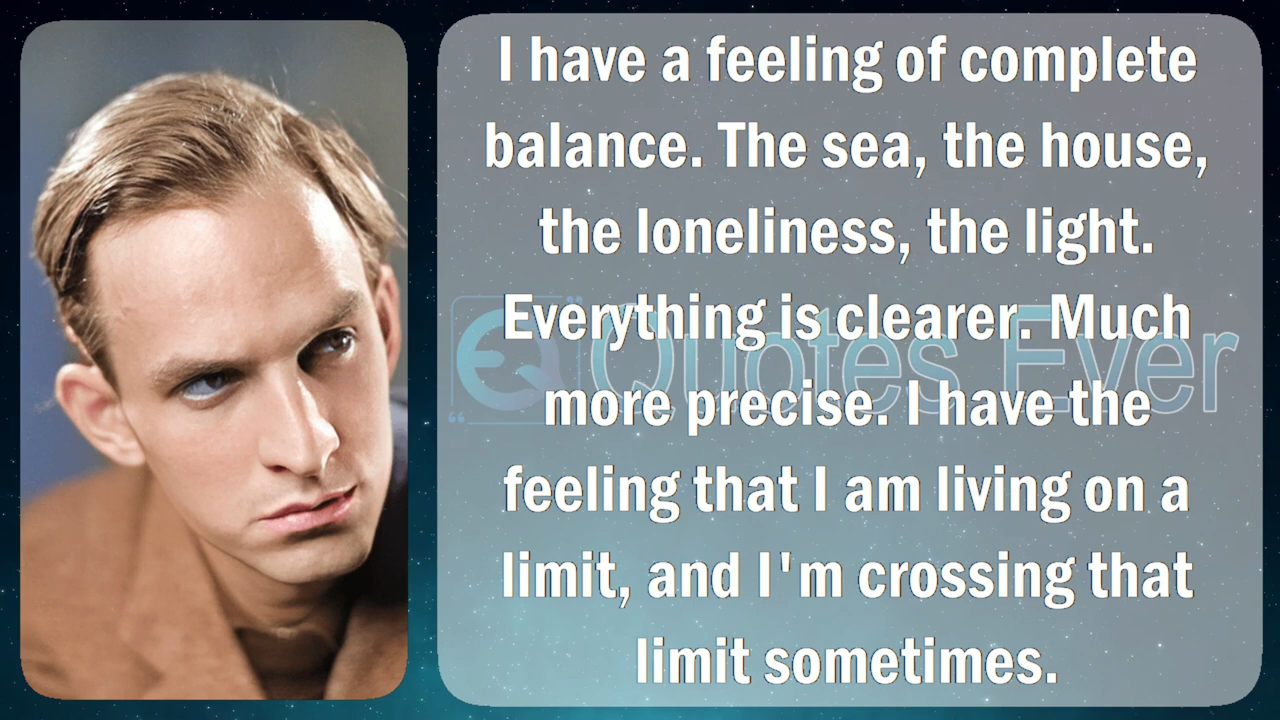 I have a feeling of complete
balance. The sea, the house,
the loneliness, the light.
Everything is clearer. Much
more precise. I have the
feeling that I am living on a
limit, and I'm crossing that
limit sometimes.
EQ Quotes Ever